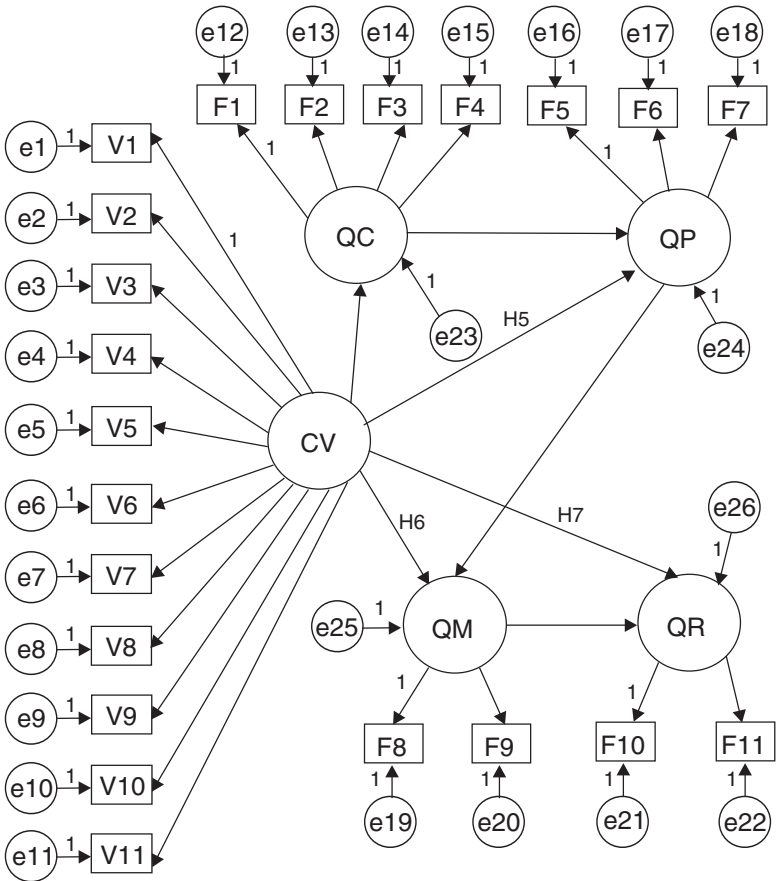 e12 e13 e14 e15 e16 e17 e18
1 1 1 1 1 1 1
F1 F2 F3 F4 F5 F6 F7
1 1
e1 1 V1
e2 1 V2
1
QC QP
e3 1 V3
1 1
e23 H5 e24
e4 1 V4
e5 1 V5
CV
e6 1 V6
H6 H7 e26
1
e7 1 V7
e25 1 QM QR
e8 1 V8
1 1
e9 1 V9
F8 F9 F10 F11
1 1 1 1
e10 1 V10
e19 e20 e21 e22
e11 1 V11